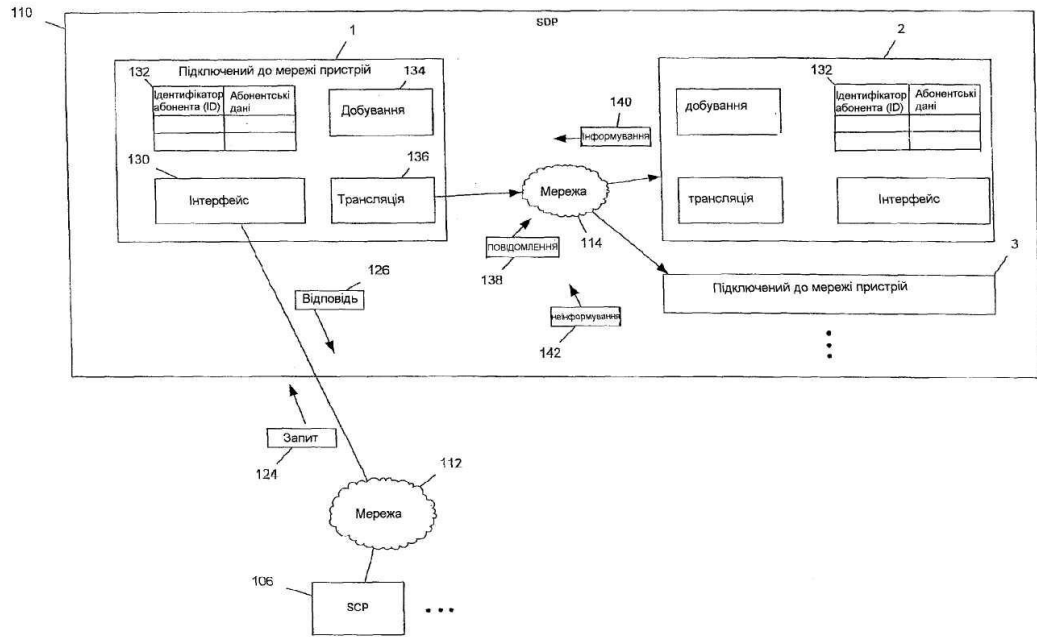 110
SDP
1
2
Підключений до мережі пристрій
132
134
Ідентифікатор
абонента (ID)
Абонентські
дані
Добування
130
136
Інтерфейс
Трансляція
140
Інформування
Мережа
114
ПОВІДОМЛЕННЯ
138
неінформування
142
добування
132
Ідентифікатор
абонента (ID)
Абонентські
дані
трансляція
Інтерфейс
3
Підключений до мережі пристрій
126
Відповідь
Запит
124
112
Мережа
106
SCP